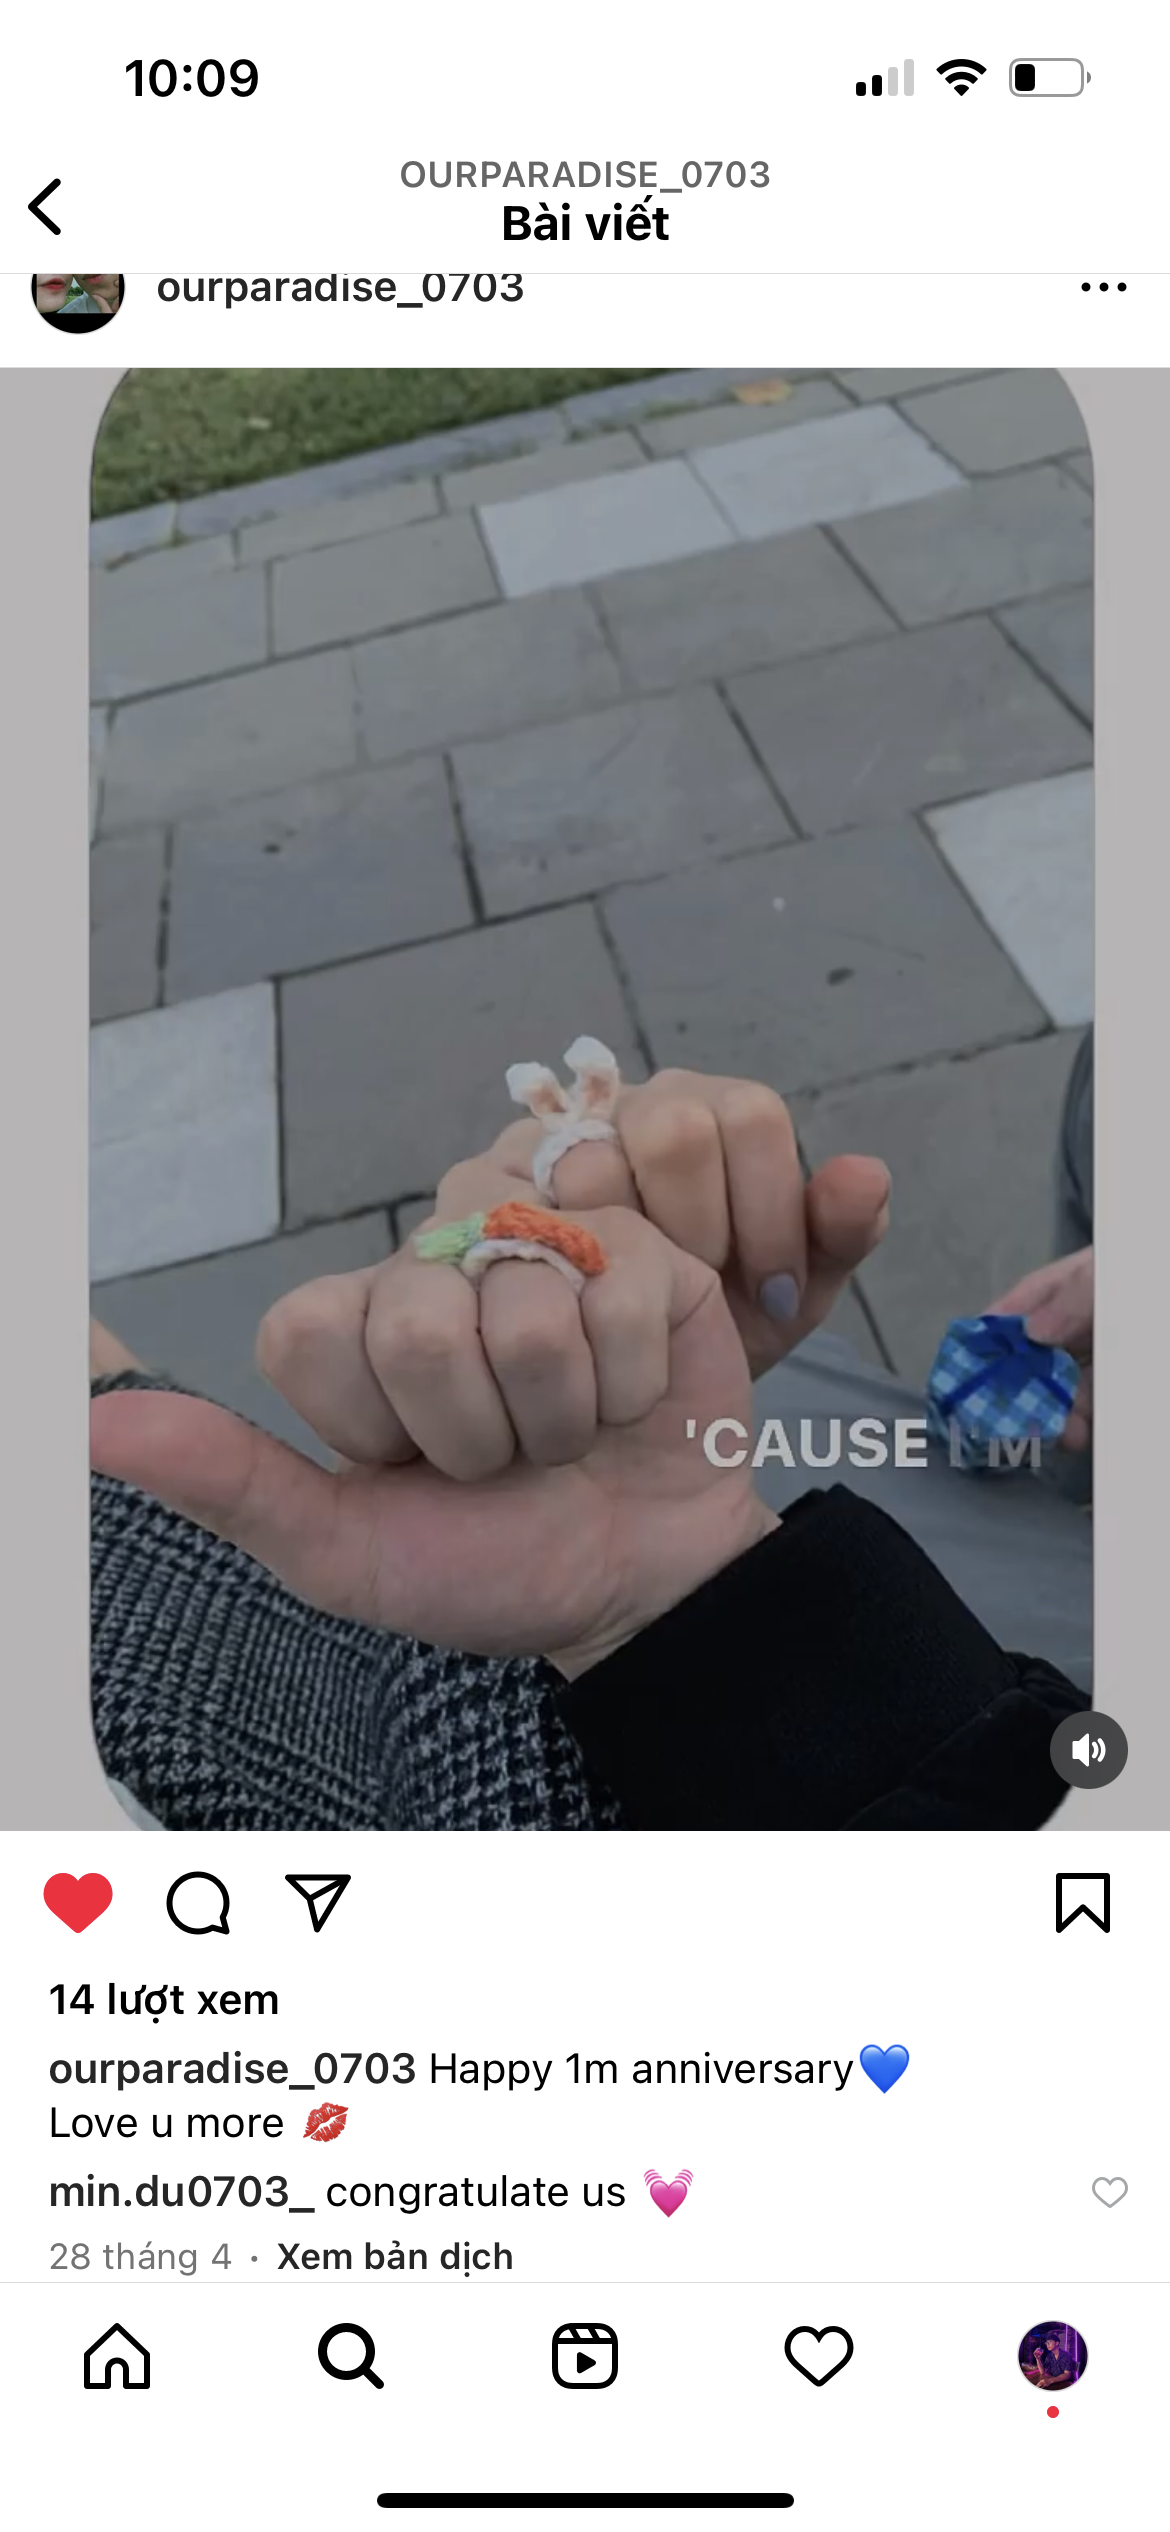 10:09
OURPARADISE_0703
Bài viết
ourparadise_0703
'CAUSE I'M
14 lượt xem
ourparadise_0703 Happy 1m anniversary💙
Love u more 💋
min.du0703_ congratulate us 💓
28 tháng 4 · Xem bản dịch